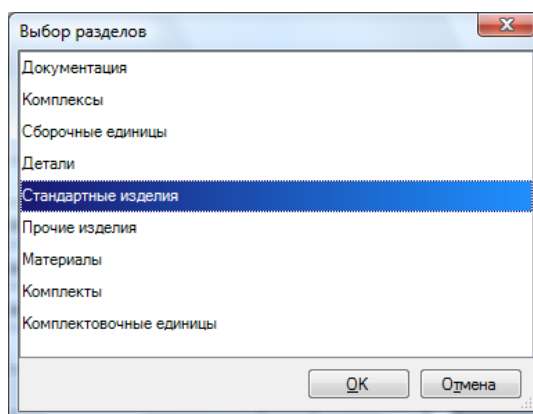 Выбор разделов
Документация
Комплексы
Сборочные единицы
Детали
Стандартные изделия
Прочие изделия
Материалы
Комплекты
Комплектовочные единицы
OK Отмена